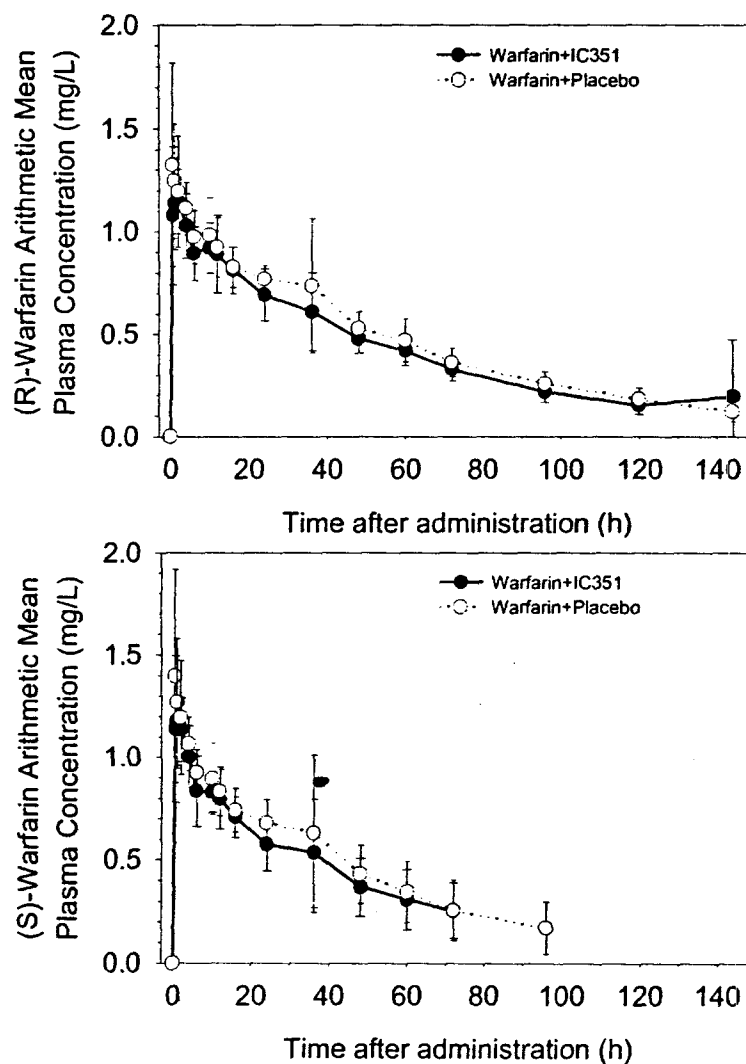 2.0
1.5
1.0
0.5
0.0
(R)-Warfarin Arithmetic Mean
Plasma Concentration (mg/L)
Warfarin+IC351
Warfarin+Placebo
0 20 40 60 80 100 120 140
Time after administration (h)
2.0
1.5
1.0
0.5
0.0
(S)-Warfarin Arithmetic Mean
Plasma Concentration (mg/L)
Warfarin+IC351
Warfarin+Placebo
0 20 40 60 80 100 120 140
Time after administration (h)